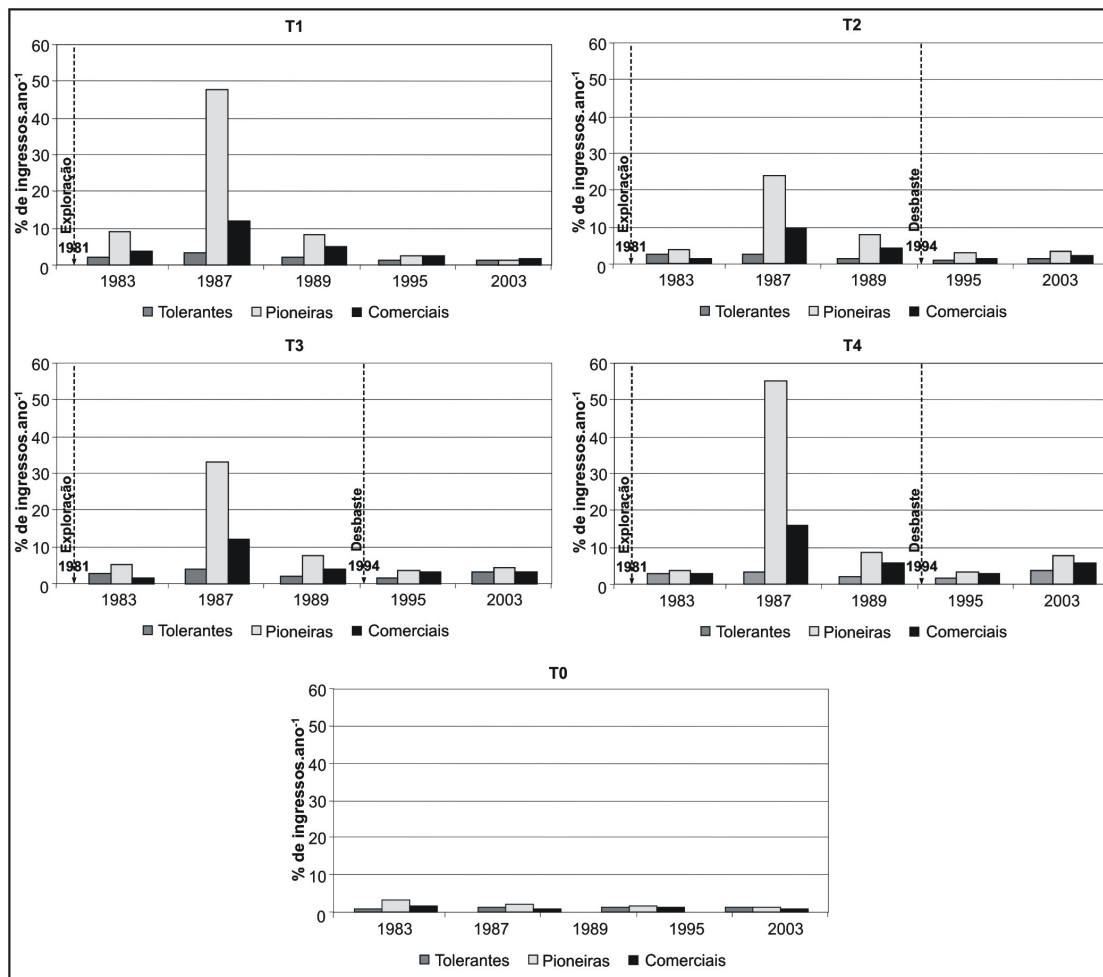 T1
% de ingressos.ano-1
60
50
40
30
20
10
0
Exploração
1981
1983 1987 1989 1995 2003
Tolerantes Pioneiras Comerciais
T2
% de ingressos.ano-1
60
50
40
30
20
10
0
Exploração
1981
Desbaste
1994
1983 1987 1989 1995 2003
Tolerantes Pioneiras Comerciais
T3
% de ingressos.ano-1
60
50
40
30
20
10
0
Exploração
1981
Desbaste
1994
1983 1987 1989 1995 2003
Tolerantes Pioneiras Comerciais
T4
% de ingressos.ano-1
60
50
40
30
20
10
0
Exploração
1981
Desbaste
1994
1983 1987 1989 1995 2003
Tolerantes Pioneiras Comerciais
T0
% de ingressos.ano-1
60
50
40
30
20
10
0
1983 1987 1989 1995 2003
Tolerantes Pioneiras Comerciais